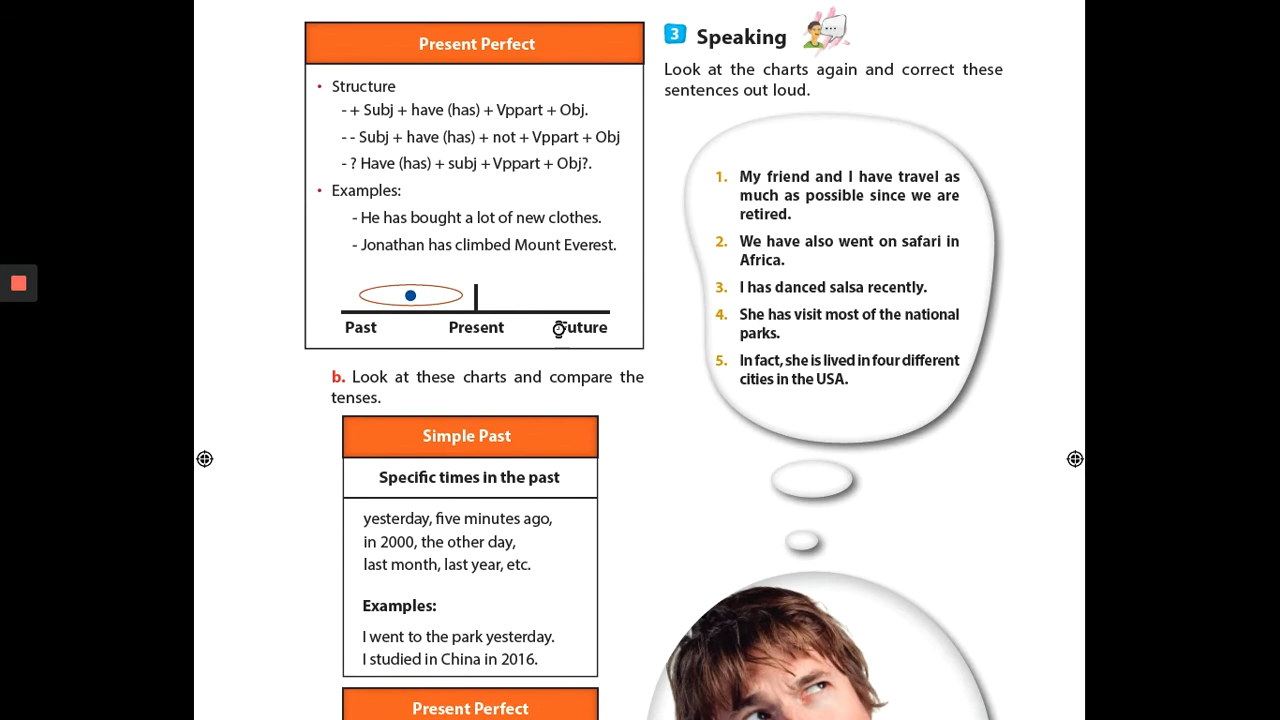 Present Perfect
• Structure
- + Subj + have (has) + Vppart + Obj.
- - Subj + have (has) + not + Vppart + Obj
- ? Have (has) + subj + Vppart + Obj?.
• Examples:
- He has bought a lot of new clothes.
- Jonathan has climbed Mount Everest.
Past Present Future
b. Look at these charts and compare the
tenses.
Simple Past
Specific times in the past
yesterday, five minutes ago,
in 2000, the other day,
last month, last year, etc.
Examples:
I went to the park yesterday.
I studied in China in 2016.
Present Perfect
3 Speaking
Look at the charts again and correct these
sentences out loud.
1. My friend and I have travel as
much as possible since we are
retired.
2. We have also went on safari in
Africa.
3. I has danced salsa recently.
4. She has visit most of the national
parks.
5. In fact, she is lived in four different
cities in the USA.